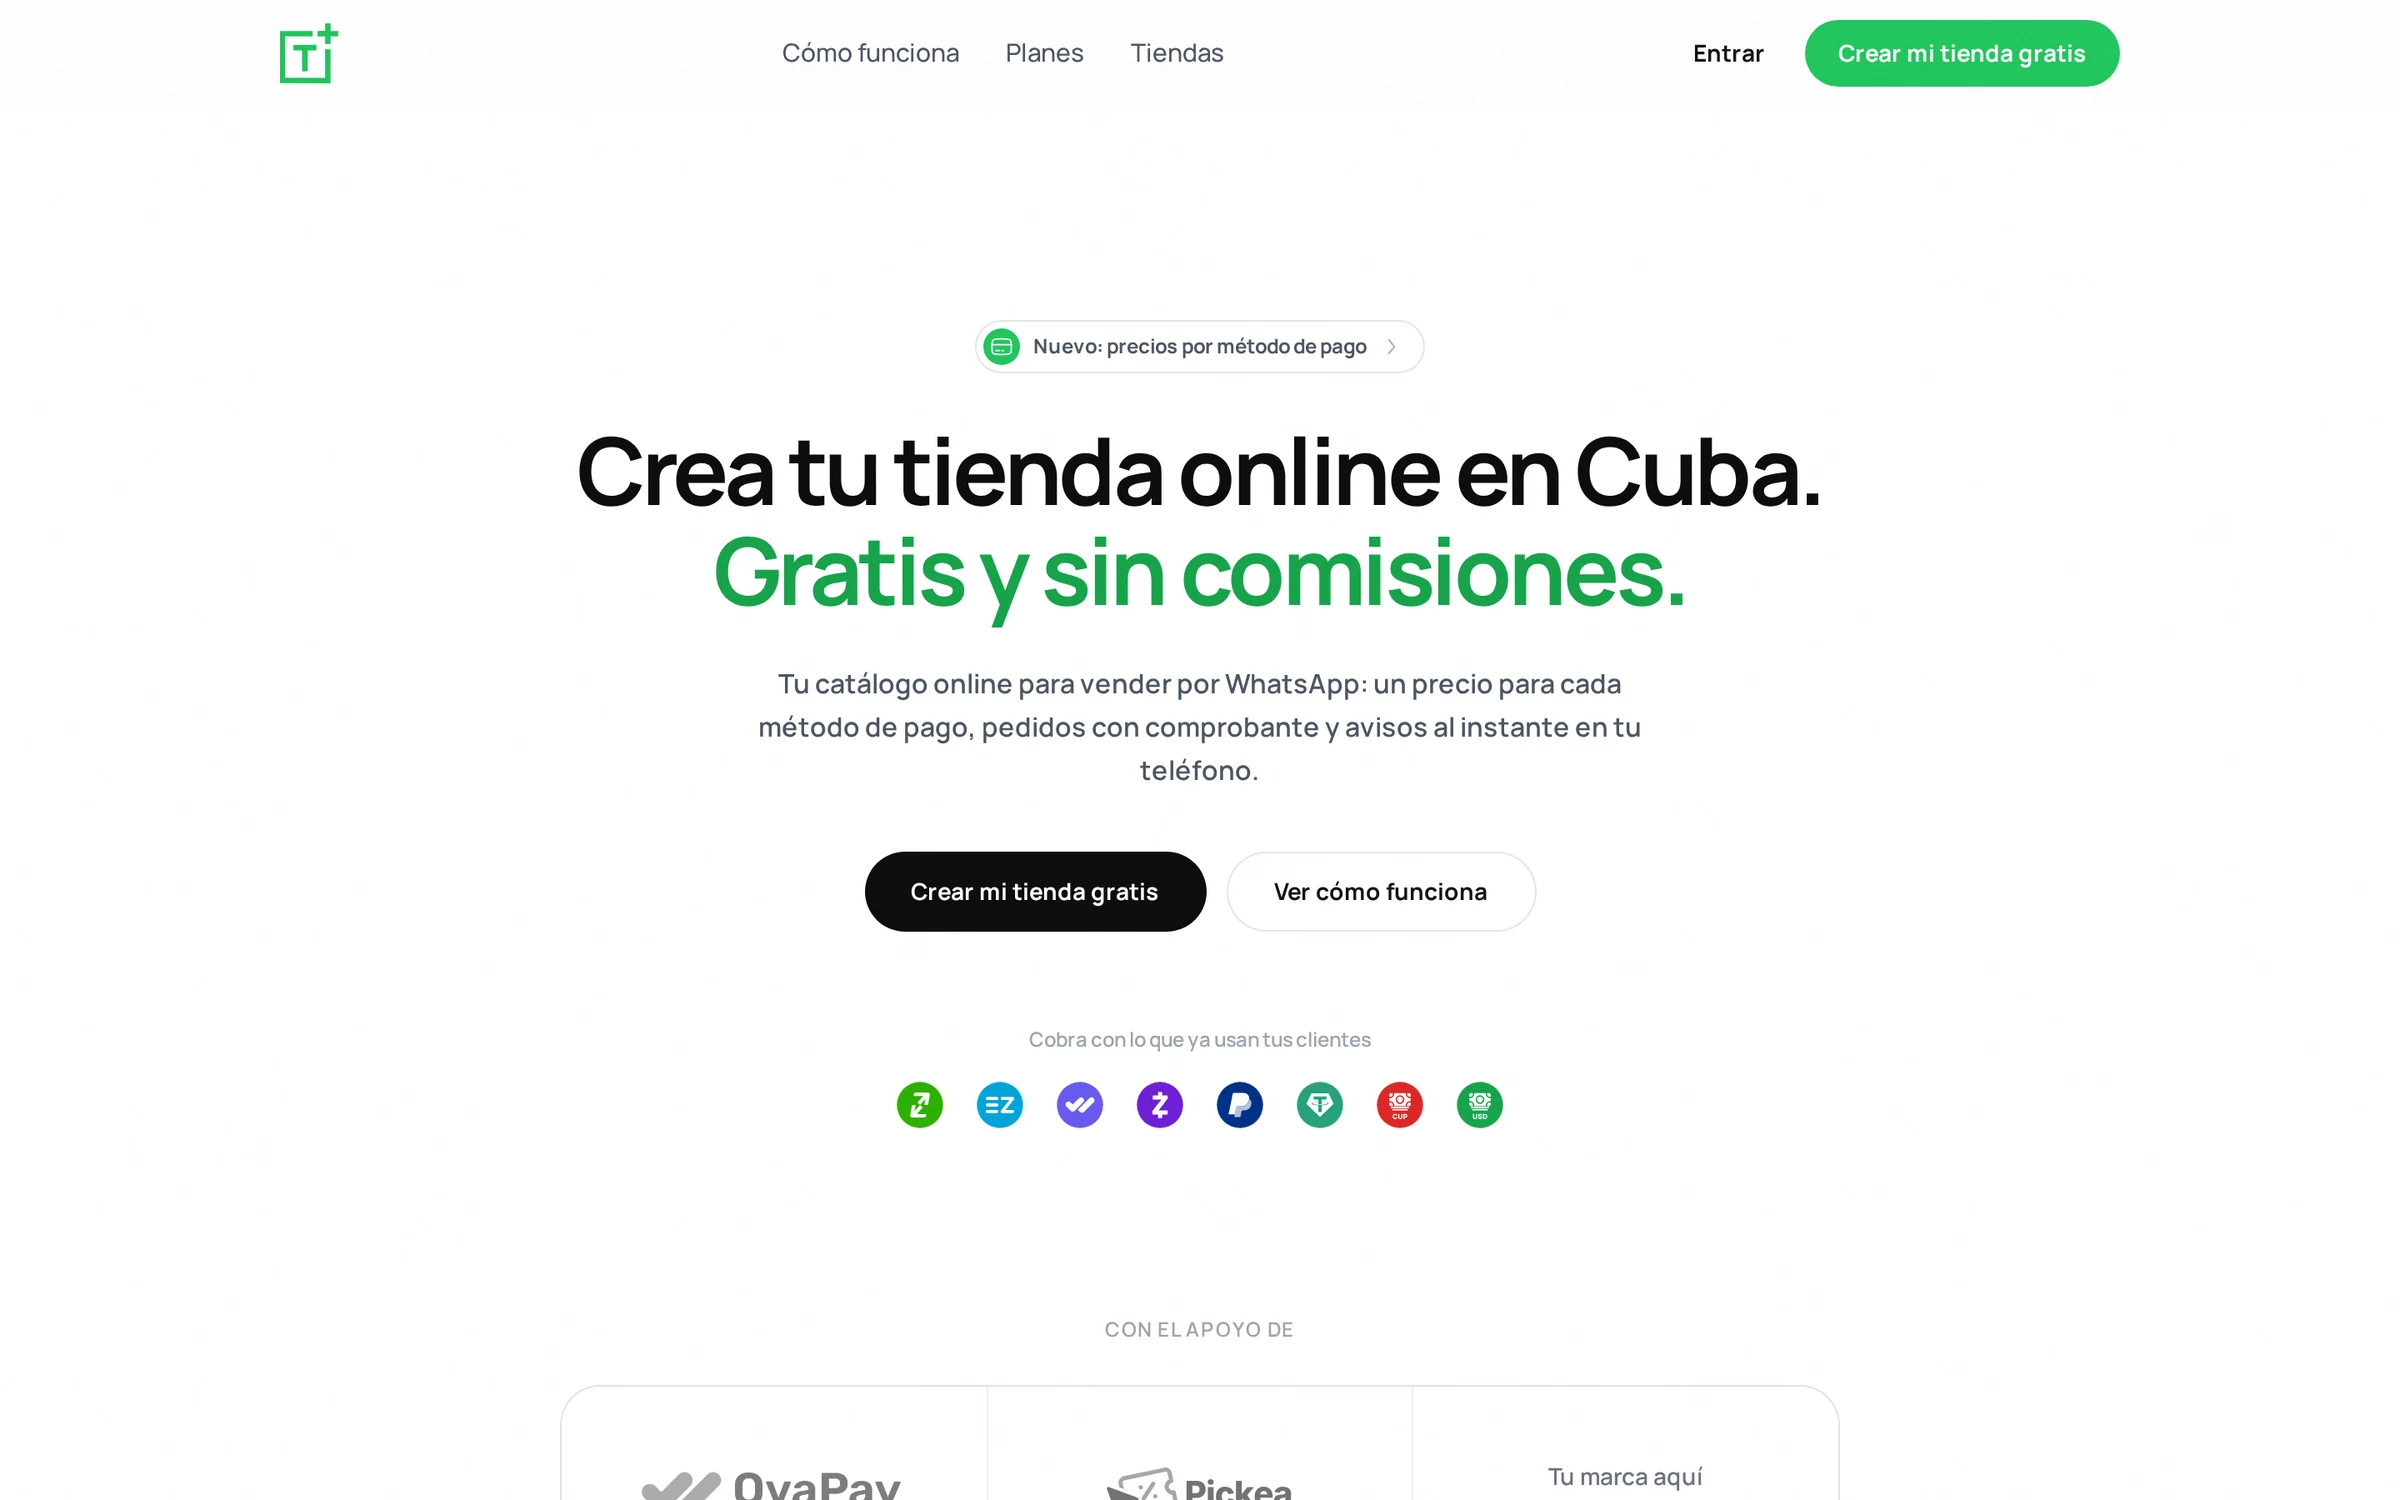 T+
Cómo funciona
Planes
Tiendas
Entrar
Crear mi tienda gratis
Nuevo: precios por método de pago
Crea tu tienda online en Cuba.
Gratis y sin comisiones.
Tu catálogo online para vender por WhatsApp: un precio para cada
método de pago, pedidos con comprobante y avisos al instante en tu
teléfono.
Crear mi tienda gratis
Ver cómo funciona
Cobra con lo que ya usan tus clientes
EZ
CUP
USD
CON EL APOYO DE
QvaPay
Pickea
Tu marca aquí